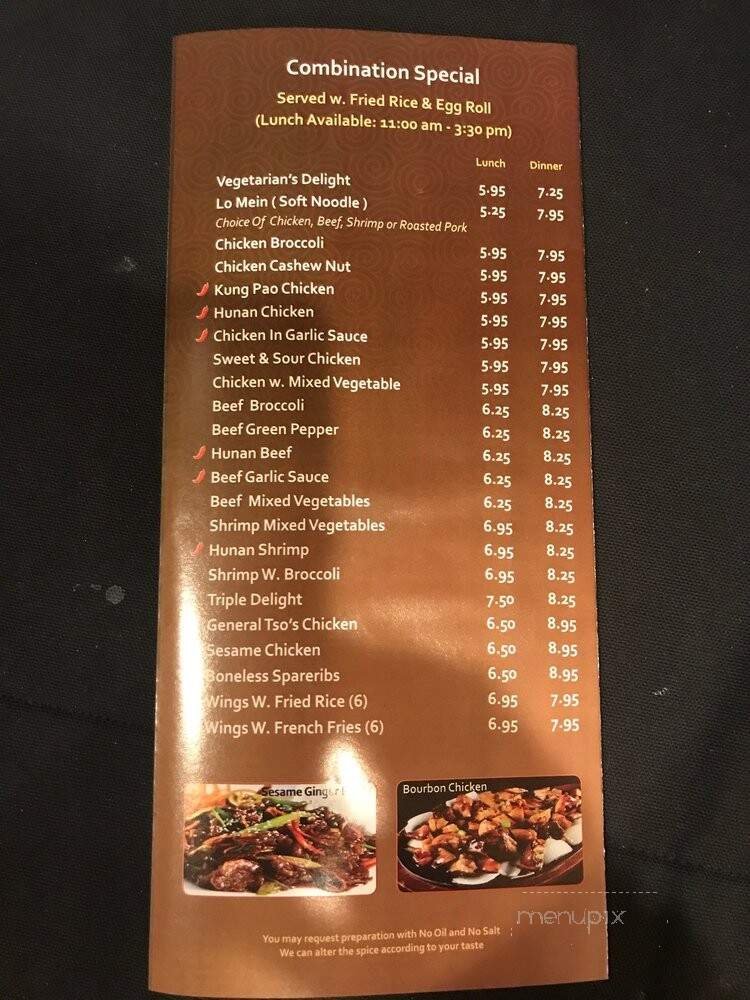 Combination Special
Served w. Fried Rice & Egg Roll
(Lunch Available: 11:00 am - 3:30 pm)
Lunch Dinner
Vegetarian's Delight 5.95 7.25
Lo Mein ( Soft Noodle ) 5.25 7.95
Choice Of Chicken, Beef, Shrimp or Roasted Pork
Chicken Broccoli 5.95 7.95
Chicken Cashew Nut 5.95 7.95
Kung Pao Chicken 5.95 7.95
Hunan Chicken 5.95 7.95
Chicken In Garlic Sauce 5.95 7.95
Sweet & Sour Chicken 5.95 7.95
Chicken w. Mixed Vegetable 5.95 7.95
Beef Broccoli 6.25 8.25
Beef Green Pepper 6.25 8.25
Hunan Beef 6.25 8.25
Beef Garlic Sauce 6.25 8.25
Beef Mixed Vegetables 6.25 8.25
Shrimp Mixed Vegetables 6.95 8.25
Hunan Shrimp 6.95 8.25
Shrimp W. Broccoli 6.95 8.25
Triple Delight 7.50 8.25
General Tso's Chicken 6.50 8.95
Sesame Chicken 6.50 8.95
Boneless Spareribs 6.50 8.95
Wings W. Fried Rice (6) 6.95 7.95
Wings W. French Fries (6) 6.95 7.95
Sesame Ginger
Bourbon Chicken
menupix
You may request preparation with No Oil and No Salt
We can alter the spice according to your taste